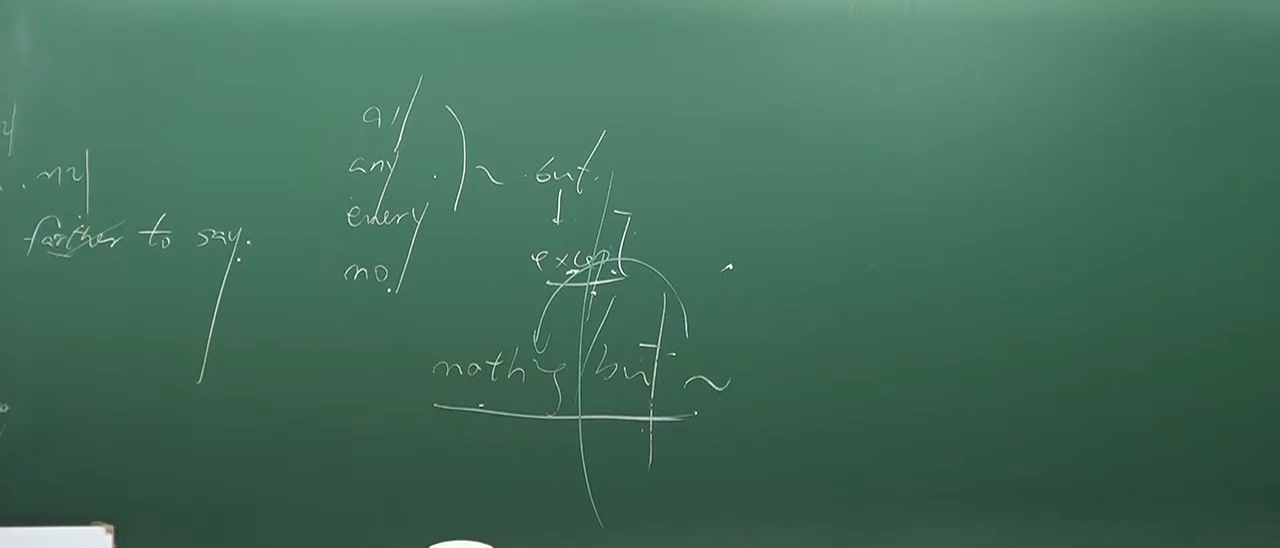 farther to say.
all
any
every
no
) ~ but
↓
except
nothing but ~